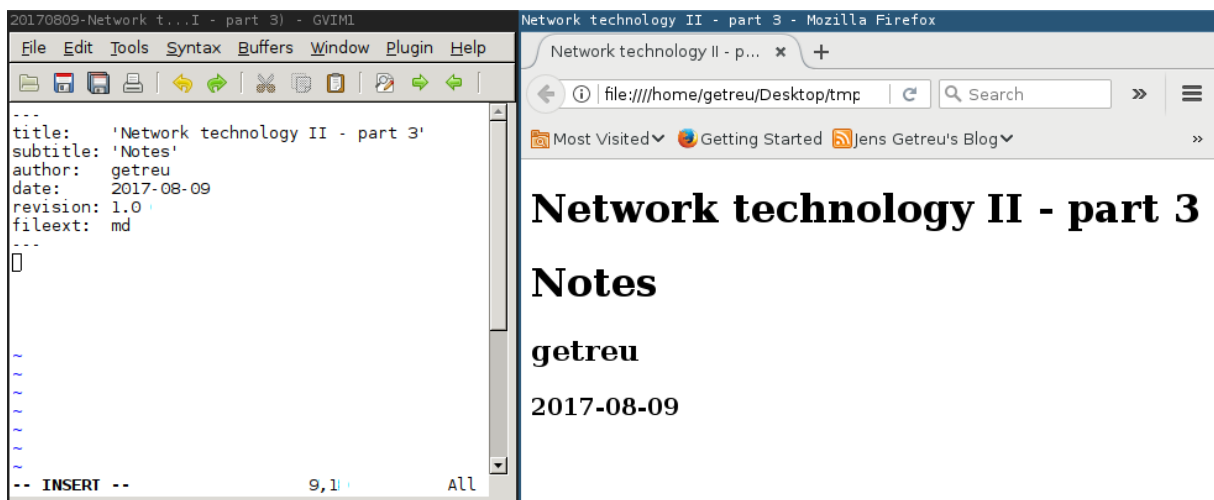 20170809-Network t...I - part 3) - GVIM1
File Edit Tools Syntax Buffers Window Plugin Help
---
title:    'Network technology II - part 3'
subtitle: 'Notes'
author:   getreu
date:     2017-08-09
revision: 1.0
fileext:  md
---
~
~
~
~
~
~
~
-- INSERT -- 9,1 All
Network technology II - part 3 - Mozilla Firefox
Network technology II - p... × +
file:////home/getreu/Desktop/tmp Search »
Most Visited Getting Started Jens Getreu's Blog »
Network technology II - part 3
Notes
getreu
2017-08-09